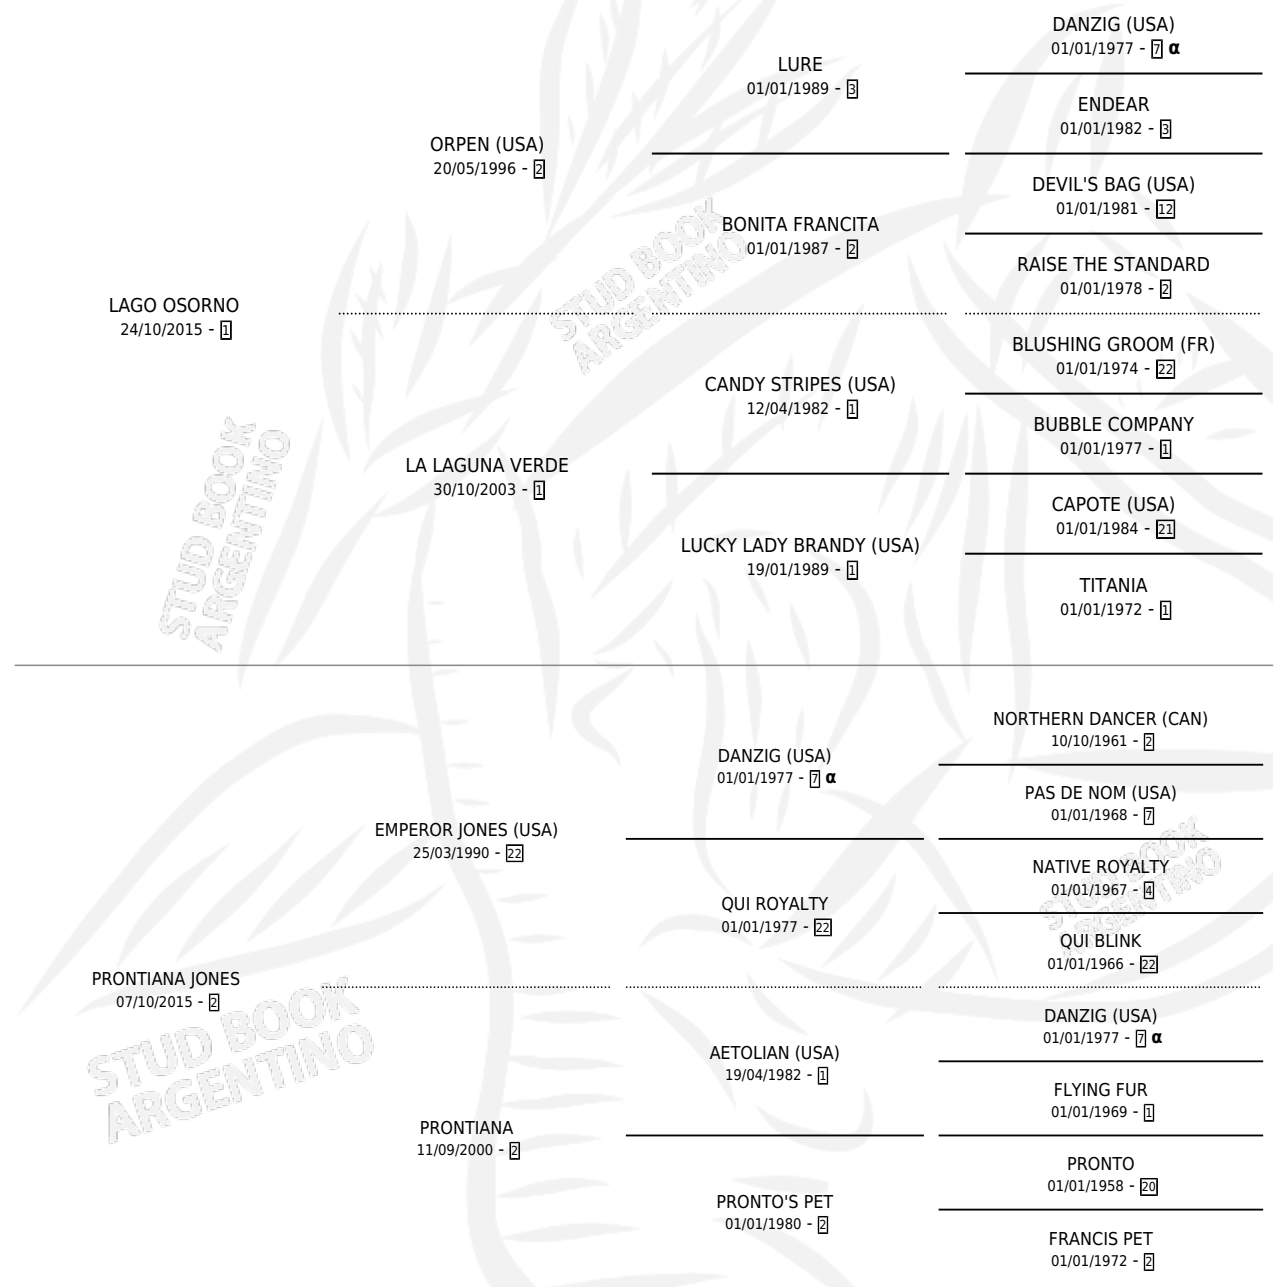 DANZIG (USA)
01/01/1977 - 7 α
LURE
01/01/1989 - 3
ENDEAR
01/01/1982 - 3
ORPEN (USA)
20/05/1996 - 2
DEVIL'S BAG (USA)
01/01/1981 - 12
BONITA FRANCITA
01/01/1987 - 2
RAISE THE STANDARD
01/01/1978 - 2
STUD BOOK
ARGENTINO
LAGO OSORNO
24/10/2015 - 1
BLUSHING GROOM (FR)
01/01/1974 - 22
CANDY STRIPES (USA)
12/04/1982 - 1
BUBBLE COMPANY
01/01/1977 - 1
LA LAGUNA VERDE
30/10/2003 - 1
CAPOTE (USA)
01/01/1984 - 21
LUCKY LADY BRANDY (USA)
19/01/1989 - 1
TITANIA
01/01/1972 - 1
STUD BOOK
ARGENTINO
NORTHERN DANCER (CAN)
10/10/1961 - 2
DANZIG (USA)
01/01/1977 - 7 α
PAS DE NOM (USA)
01/01/1968 - 7
EMPEROR JONES (USA)
25/03/1990 - 22
NATIVE ROYALTY
01/01/1967 - 4
QUI ROYALTY
01/01/1977 - 22
QUI BLINK
01/01/1966 - 22
STUD BOOK
ARGENTINO
PRONTIANA JONES
07/10/2015 - 2
DANZIG (USA)
01/01/1977 - 7 α
AETOLIAN (USA)
19/04/1982 - 1
FLYING FUR
01/01/1969 - 1
PRONTIANA
11/09/2000 - 2
PRONTO
01/01/1958 - 20
PRONTO'S PET
01/01/1980 - 2
FRANCIS PET
01/01/1972 - 2
STUD BOOK
ARGENTINO